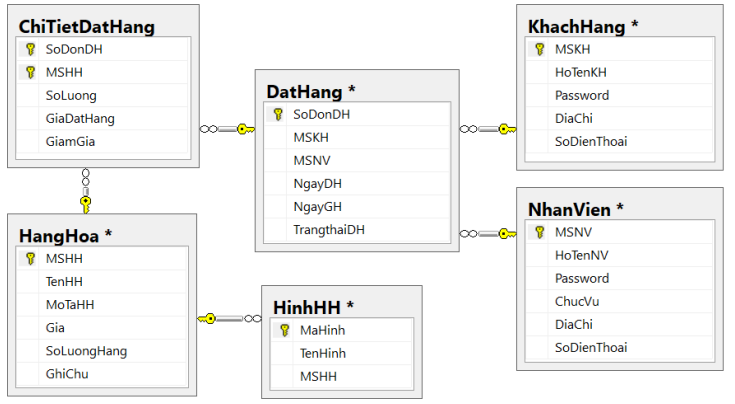 ChiTietDatHang
SoDonDH
MSHH
SoLuong
GiaDatHang
GiamGia
DatHang *
SoDonDH
MSKH
MSNV
NgayDH
NgayGH
TrangthaiDH
KhachHang *
MSKH
HoTenKH
Password
DiaChi
SoDienThoai
NhanVien *
MSNV
HoTenNV
Password
ChucVu
DiaChi
SoDienThoai
HangHoa *
MSHH
TenHH
MoTaHH
Gia
SoLuongHang
GhiChu
HinhHH *
MaHinh
TenHinh
MSHH